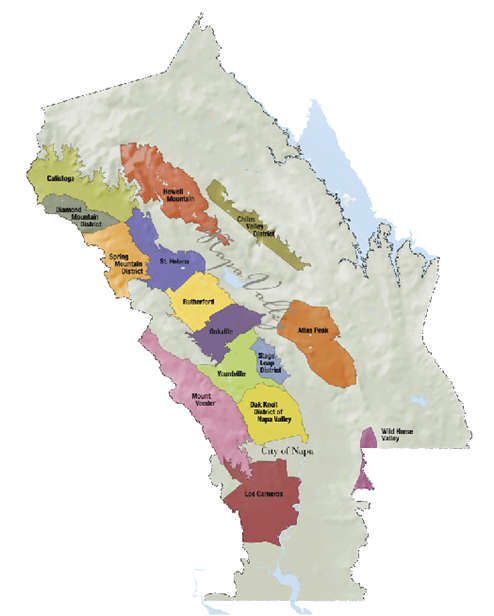 Calistoga
Howell
Mountain
Diamond
Mountain
District
Chiles
Valley
District
Spring
Mountain
District
St. Helena
Napa Valley
Rutherford
Oakville
Atlas Peak
Stags
Leap
District
Yountville
Mount
Veeder
Oak Knoll
District of
Napa Valley
Wild Horse
Valley
City of Napa
Los Carneros